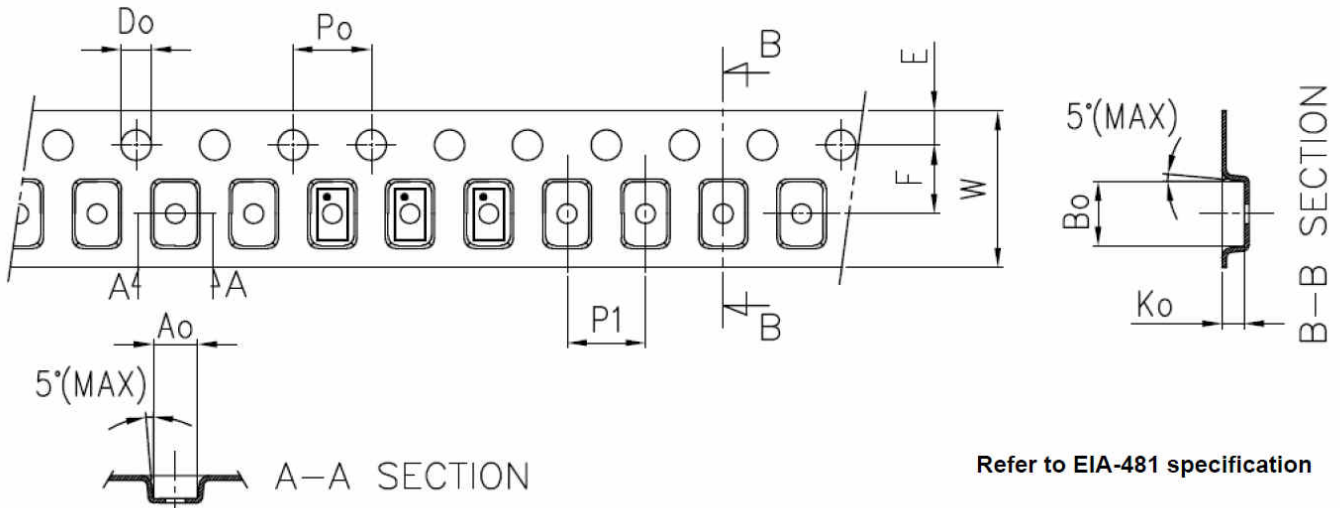 Do
Po
B
E
5°(MAX)
F
W
Bo
B-B SECTION
A
A
Ko
P1
B
Ao
5°(MAX)
A-A SECTION
Refer to EIA-481 specification